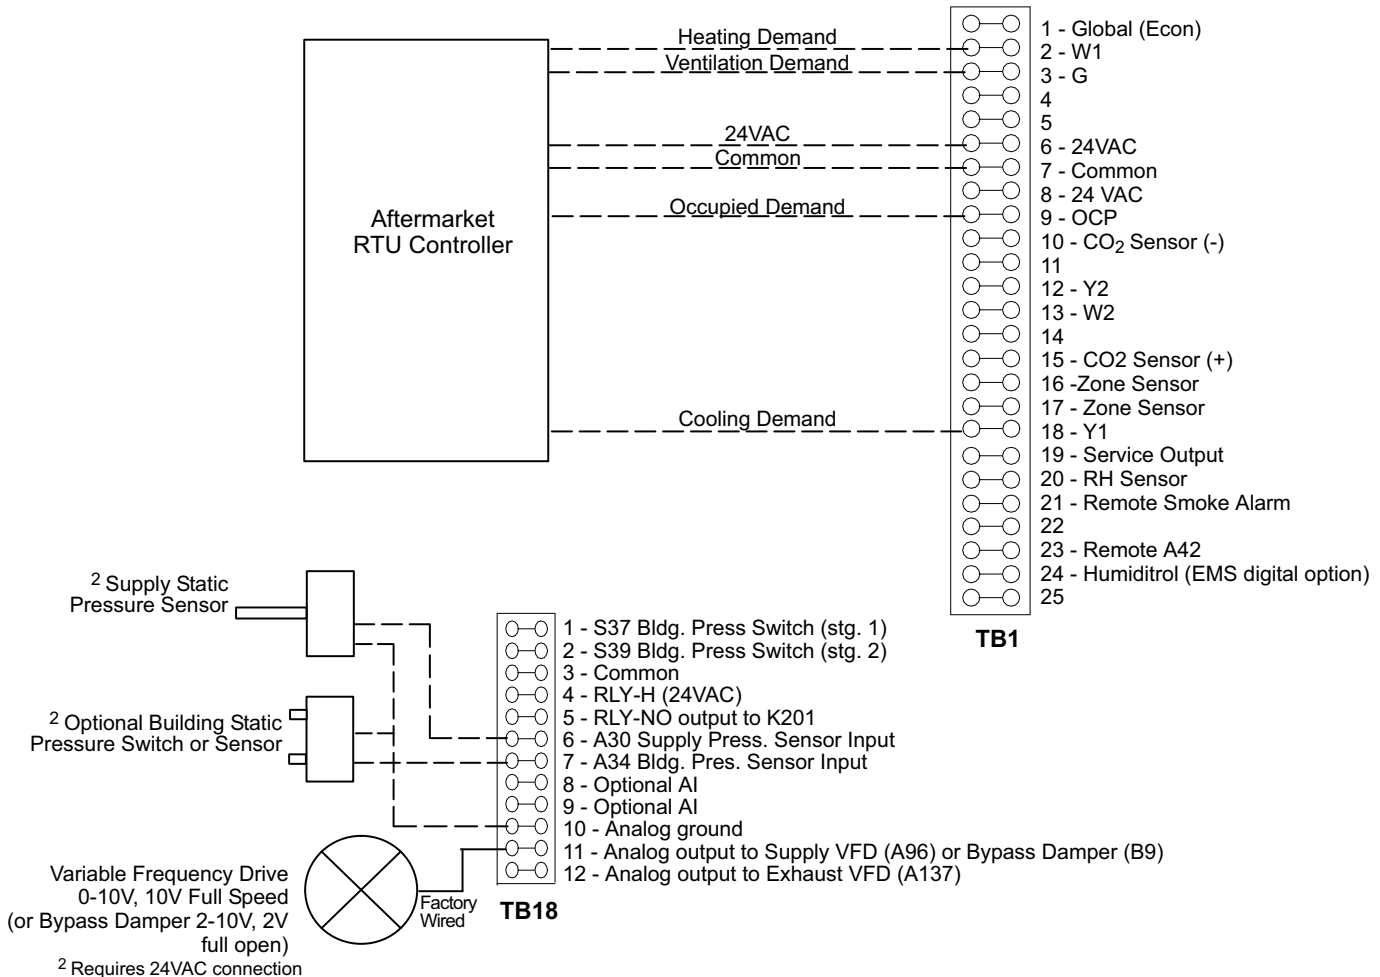 Heating Demand
Ventilation Demand
24VAC
Common
Occupied Demand
Cooling Demand
Aftermarket
RTU Controller
1 - Global (Econ)
2 - W1
3 - G
4
5
6 - 24VAC
7 - Common
8 - 24 VAC
9 - OCP
10 - CO2 Sensor (-)
11
12 - Y2
13 - W2
14
15 - CO2 Sensor (+)
16 -Zone Sensor
17 - Zone Sensor
18 - Y1
19 - Service Output
20 - RH Sensor
21 - Remote Smoke Alarm
22
23 - Remote A42
24 - Humiditrol (EMS digital option)
25
TB1
2 Supply Static
Pressure Sensor
2 Optional Building Static
Pressure Switch or Sensor
1 - S37 Bldg. Press Switch (stg. 1)
2 - S39 Bldg. Press Switch (stg. 2)
3 - Common
4 - RLY-H (24VAC)
5 - RLY-NO output to K201
6 - A30 Supply Press. Sensor Input
7 - A34 Bldg. Pres. Sensor Input
8 - Optional AI
9 - Optional AI
10 - Analog ground
11 - Analog output to Supply VFD (A96) or Bypass Damper (B9)
12 - Analog output to Exhaust VFD (A137)
TB18
Factory
Wired
Variable Frequency Drive
0-10V, 10V Full Speed
(or Bypass Damper 2-10V, 2V
full open)
2 Requires 24VAC connection